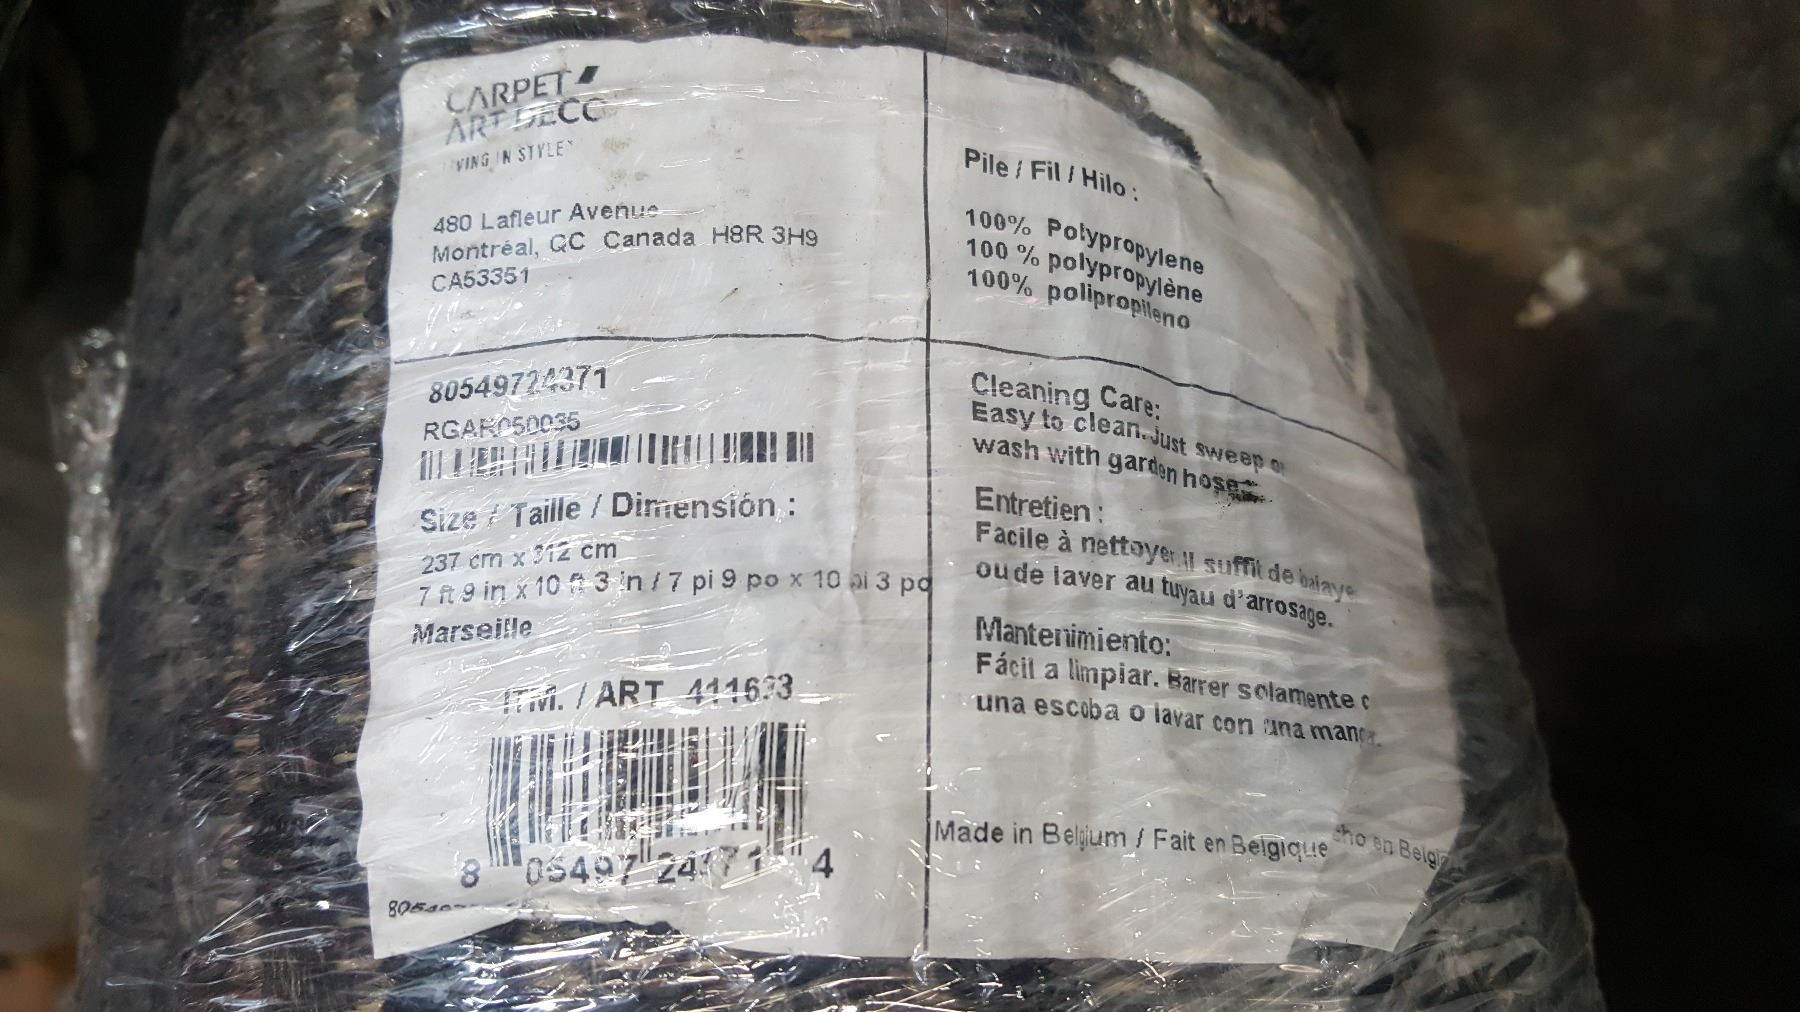 CARPET
ART DECO
LIVING IN STYLE
480 Lafleur Avenue
Montréal, QC Canada H8R 3H9
CA53351
Pile / Fil / Hilo :
100% Polypropylene
100 % polypropylène
100% polipropileno
80549724371
RGAR050035
Size / Taille / Dimensión :
237 cm x 312 cm
7 ft 9 in x 10 ft 3 in / 7 pi 9 po x 10 pi 3 po
Marseille
ITM. / ART
8 05497 24371 4
Cleaning Care:
Easy to clean. Just sweep or
wash with garden hose.
Entretien :
Facile à nettoyer. Il suffit de balaye
ou de laver au tuyau d'arrosage.
Mantenimiento:
Fácil a limpiar. Barrer solamente c
una escoba o lavar con una
Made in Belgium / Fait en Belgique